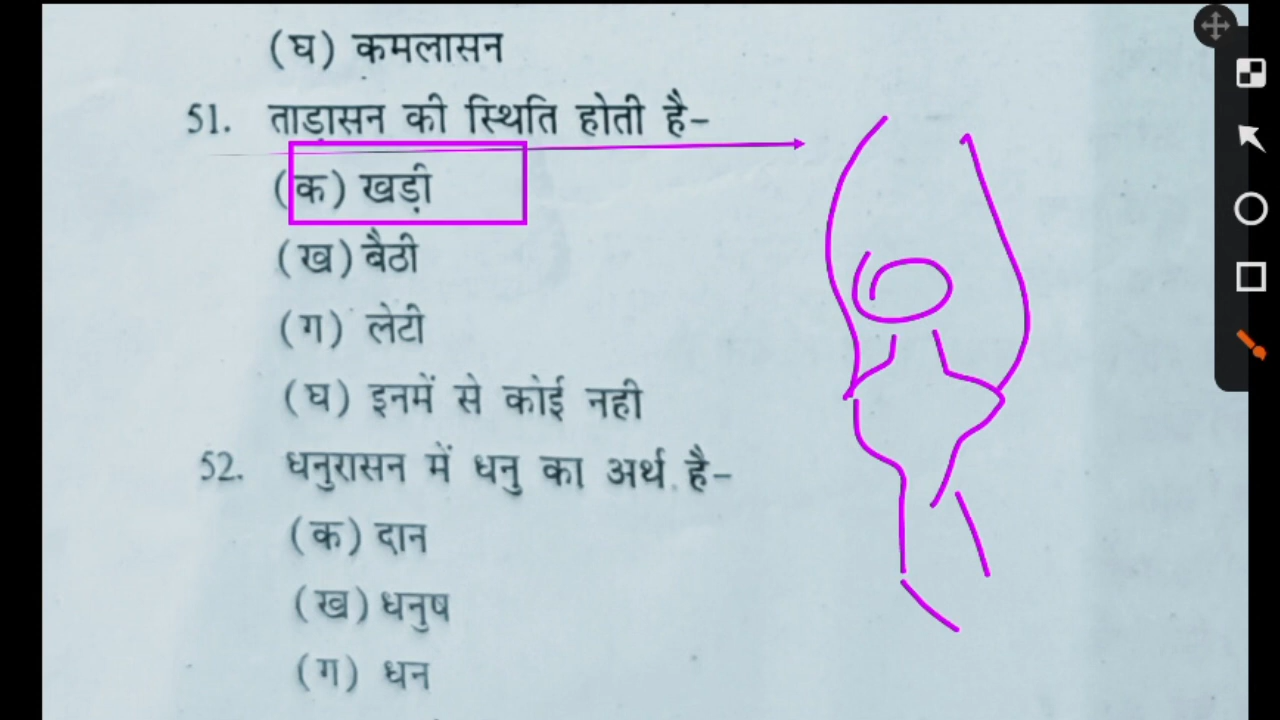 (घ) कमलासन
51. ताड़ासन की स्थिति होती है-
(क) खड़ी
(ख) बैठी
(ग) लेटी
(घ) इनमें से कोई नही
52. धनुरासन में धनु का अर्थ है-
(क) दान
(ख) धनुष
(ग) धन